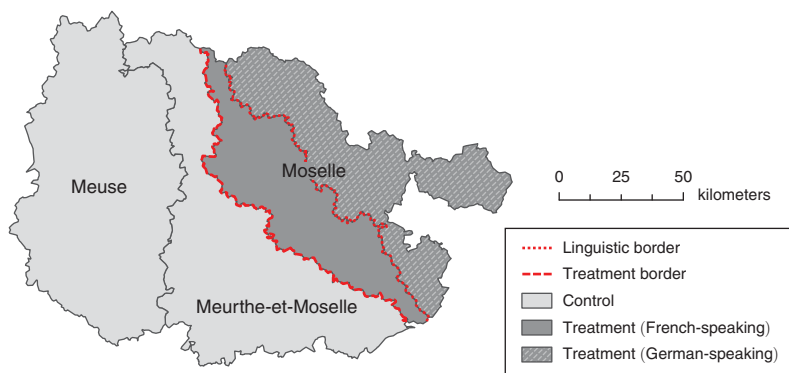 Meuse
Moselle
Meurthe-et-Moselle
0 25 50
kilometers
Linguistic border
Treatment border
Control
Treatment (French-speaking)
Treatment (German-speaking)